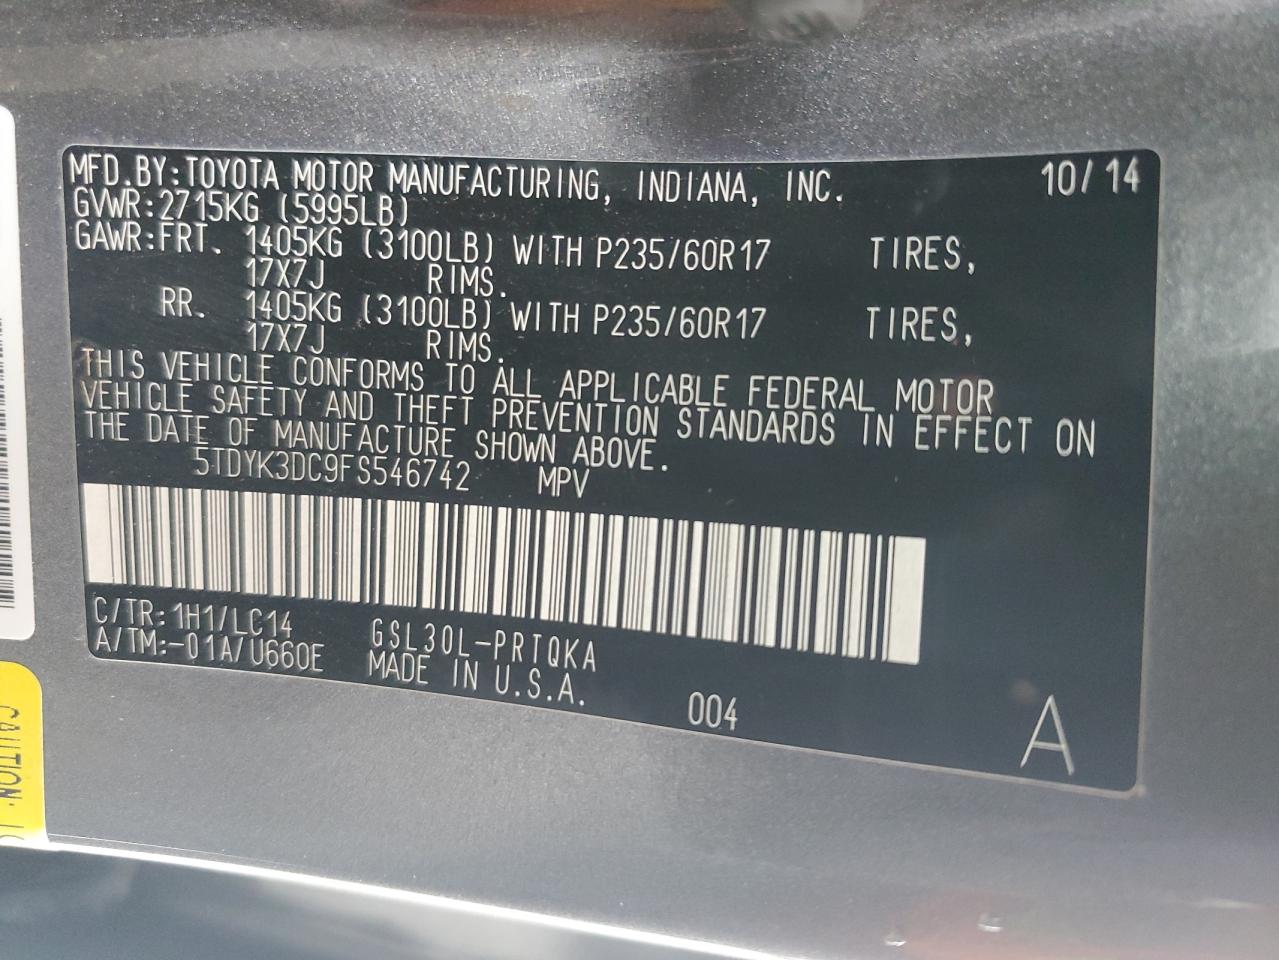 MFD.BY:TOYOTA MOTOR MANUFACTURING, INDIANA, INC. 10/14
GVWR:2715KG (5995LB)
GAWR:FRT. 1405KG (3100LB) WITH P235/60R17 TIRES,
17X7J RIMS.
RR. 1405KG (3100LB) WITH P235/60R17 TIRES,
17X7J RIMS.
THIS VEHICLE CONFORMS TO ALL APPLICABLE FEDERAL MOTOR
VEHICLE SAFETY AND THEFT PREVENTION STANDARDS IN EFFECT ON
THE DATE OF MANUFACTURE SHOWN ABOVE.
5TDYK3DC9FS546742 MPV
C/TR:1H1/LC14 GSL30L-PRTQKA
A/TM:-01A/U660E MADE IN U.S.A.
004 A
CAUTION: